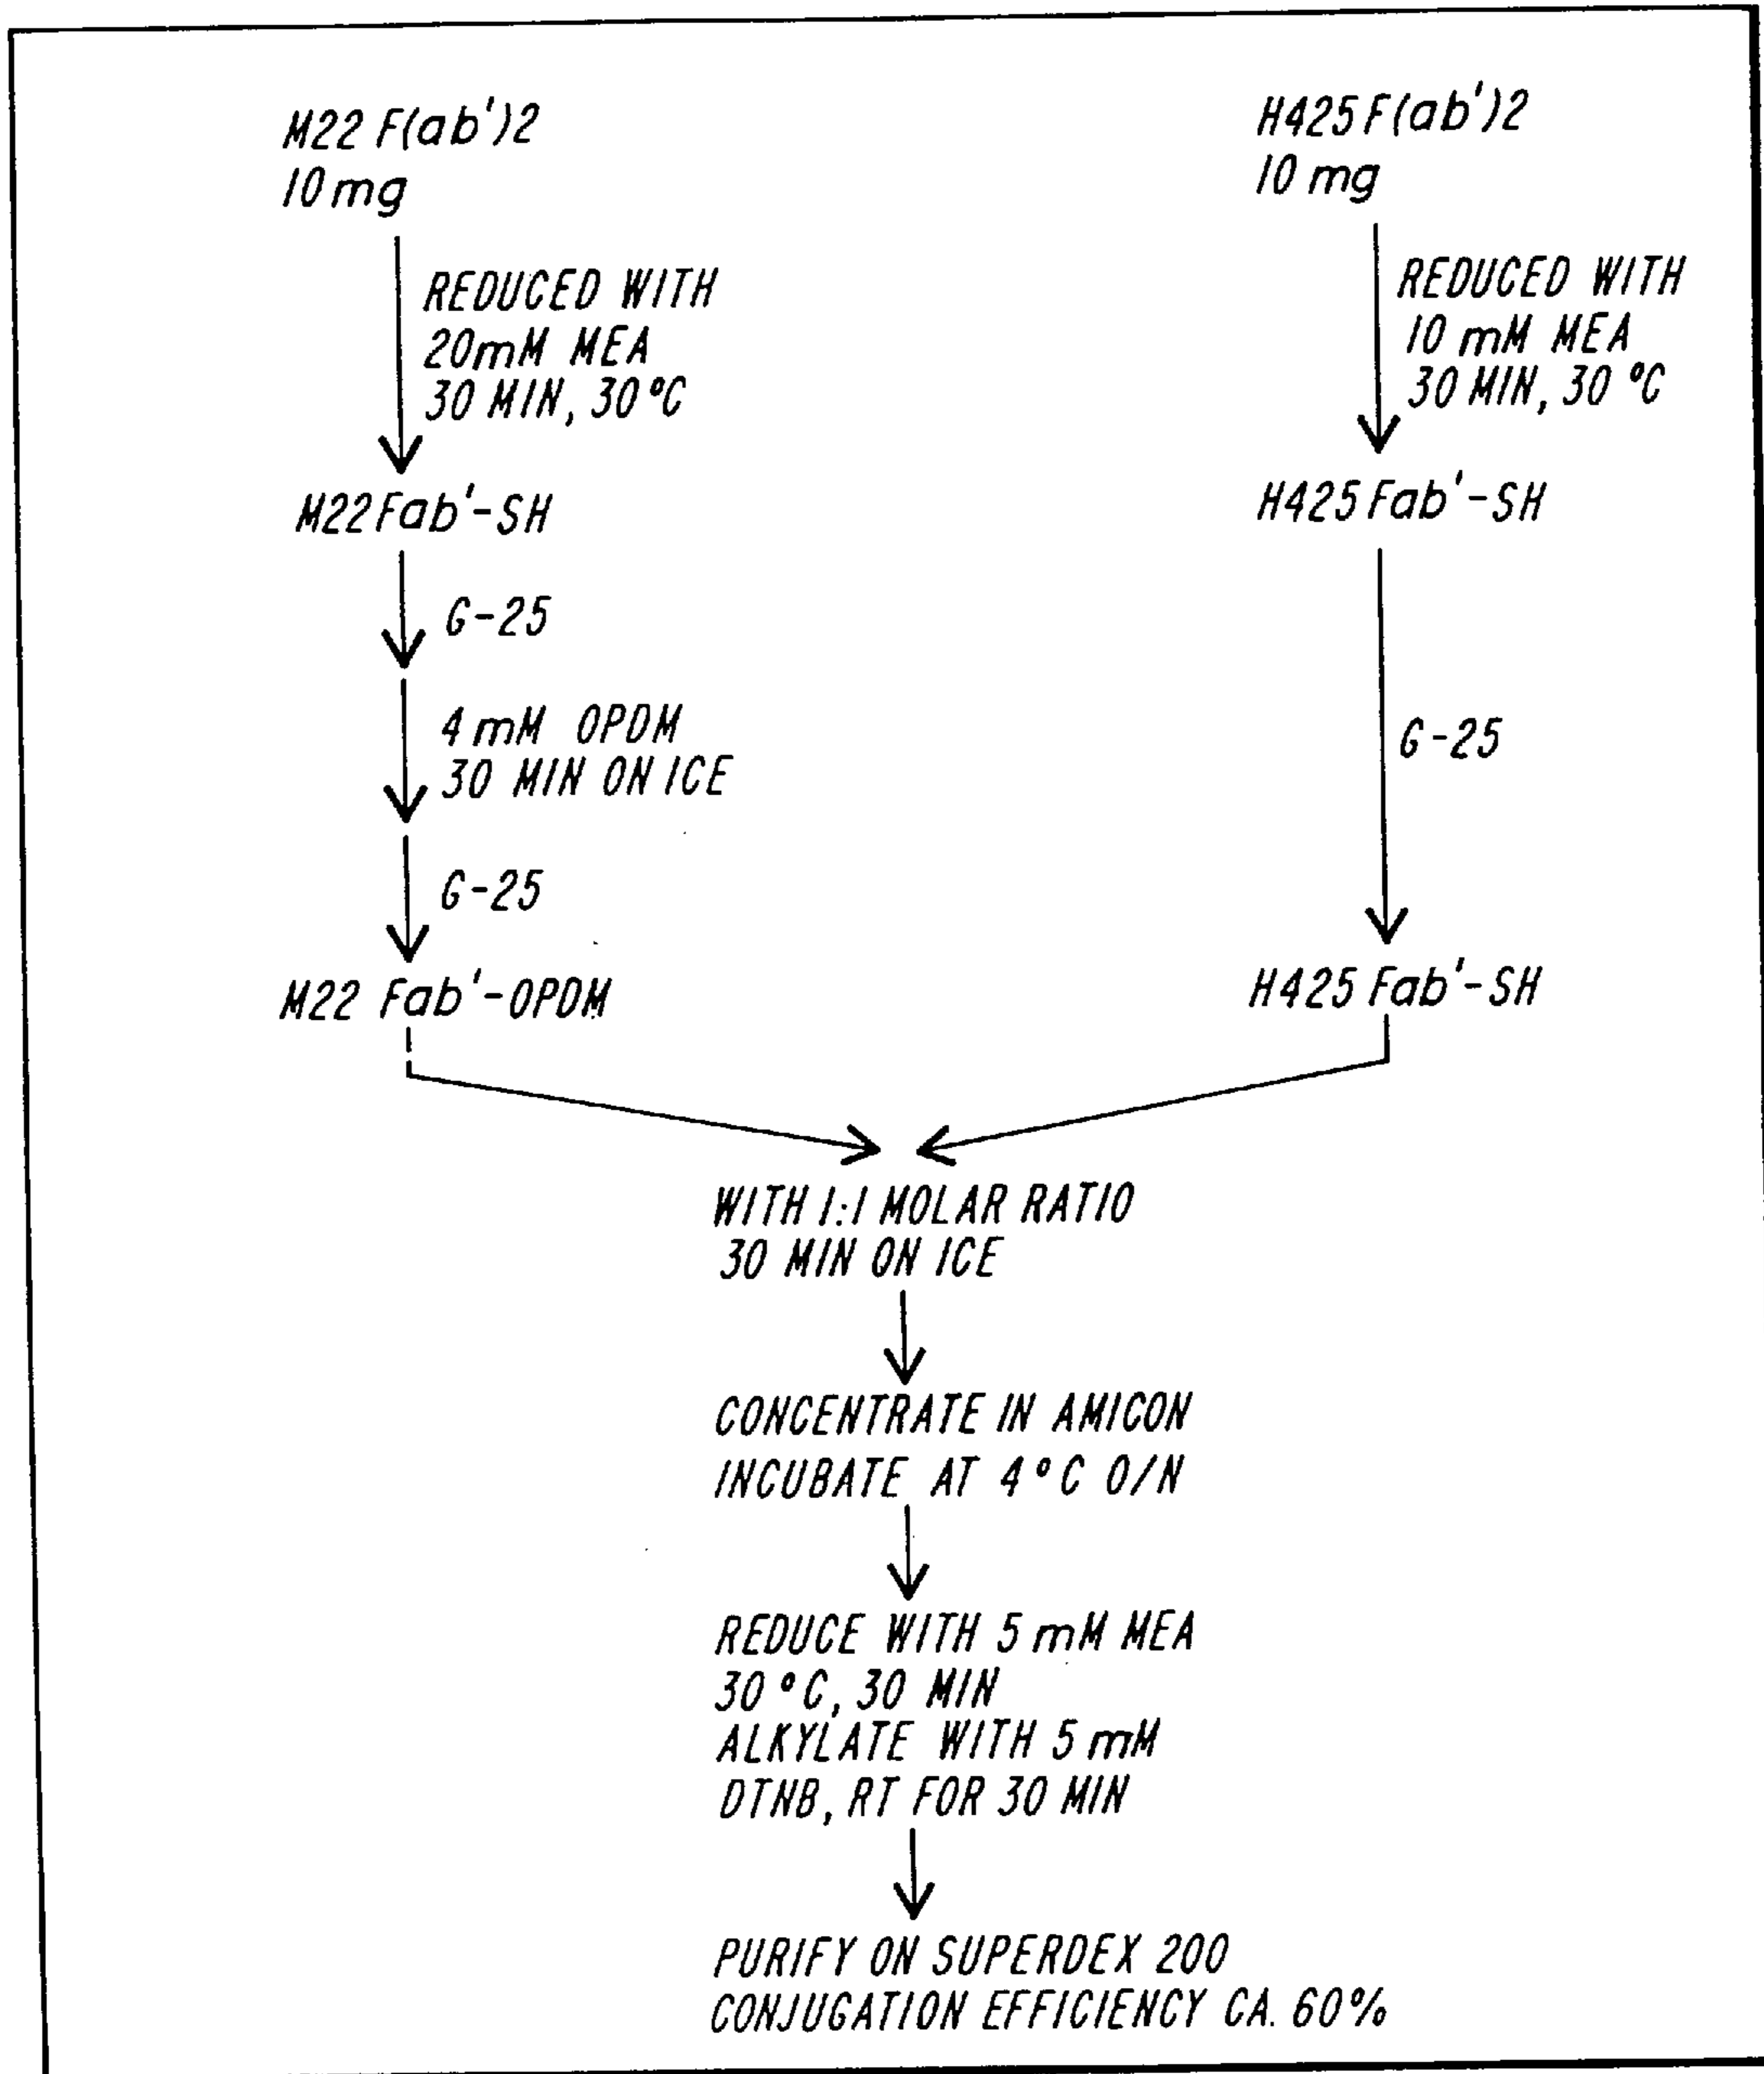 M22 F(ab')2
10 mg
REDUCED WITH
20mM MEA
30 MIN, 30°C
M22 Fab'-SH
G-25
4 mM OPDM
30 MIN ON ICE
G-25
M22 Fab'-OPDM
H425 F(ab')2
10 mg
REDUCED WITH
10 mM MEA
30 MIN, 30 °C
H425 Fab'-SH
G-25
H425 Fab'-SH
WITH 1:1 MOLAR RATIO
30 MIN ON ICE
CONCENTRATE IN AMICON
INCUBATE AT 4°C O/N
REDUCE WITH 5 mM MEA
30 °C, 30 MIN
ALKYLATE WITH 5 mM
DTNB, RT FOR 30 MIN
PURIFY ON SUPERDEX 200
CONJUGATION EFFICIENCY CA. 60%